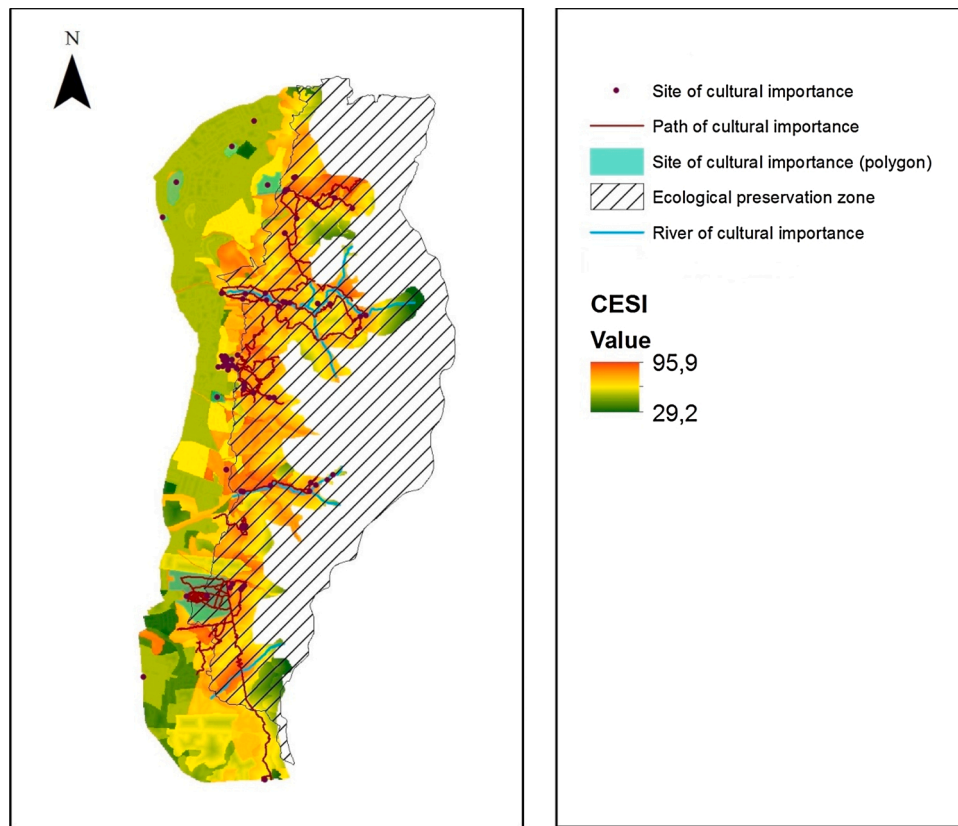 N
Site of cultural importance
Path of cultural importance
Site of cultural importance (polygon)
Ecological preservation zone
River of cultural importance
CESI
Value
95,9
29,2